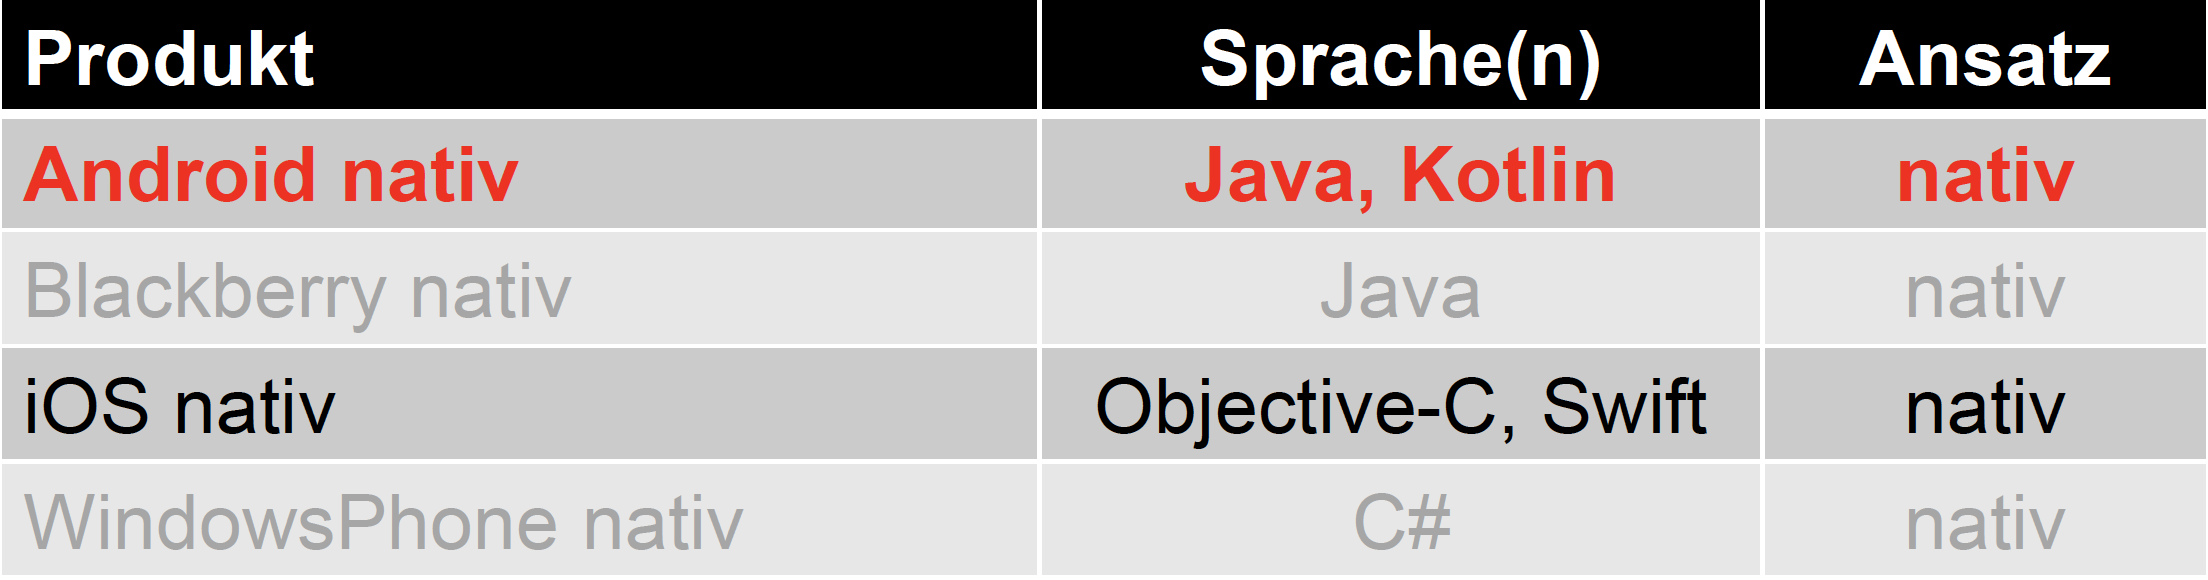 Produkt Sprache(n) Ansatz
Android nativ Java, Kotlin nativ
Blackberry nativ Java nativ
iOS nativ Objective-C, Swift nativ
WindowsPhone nativ C# nativ